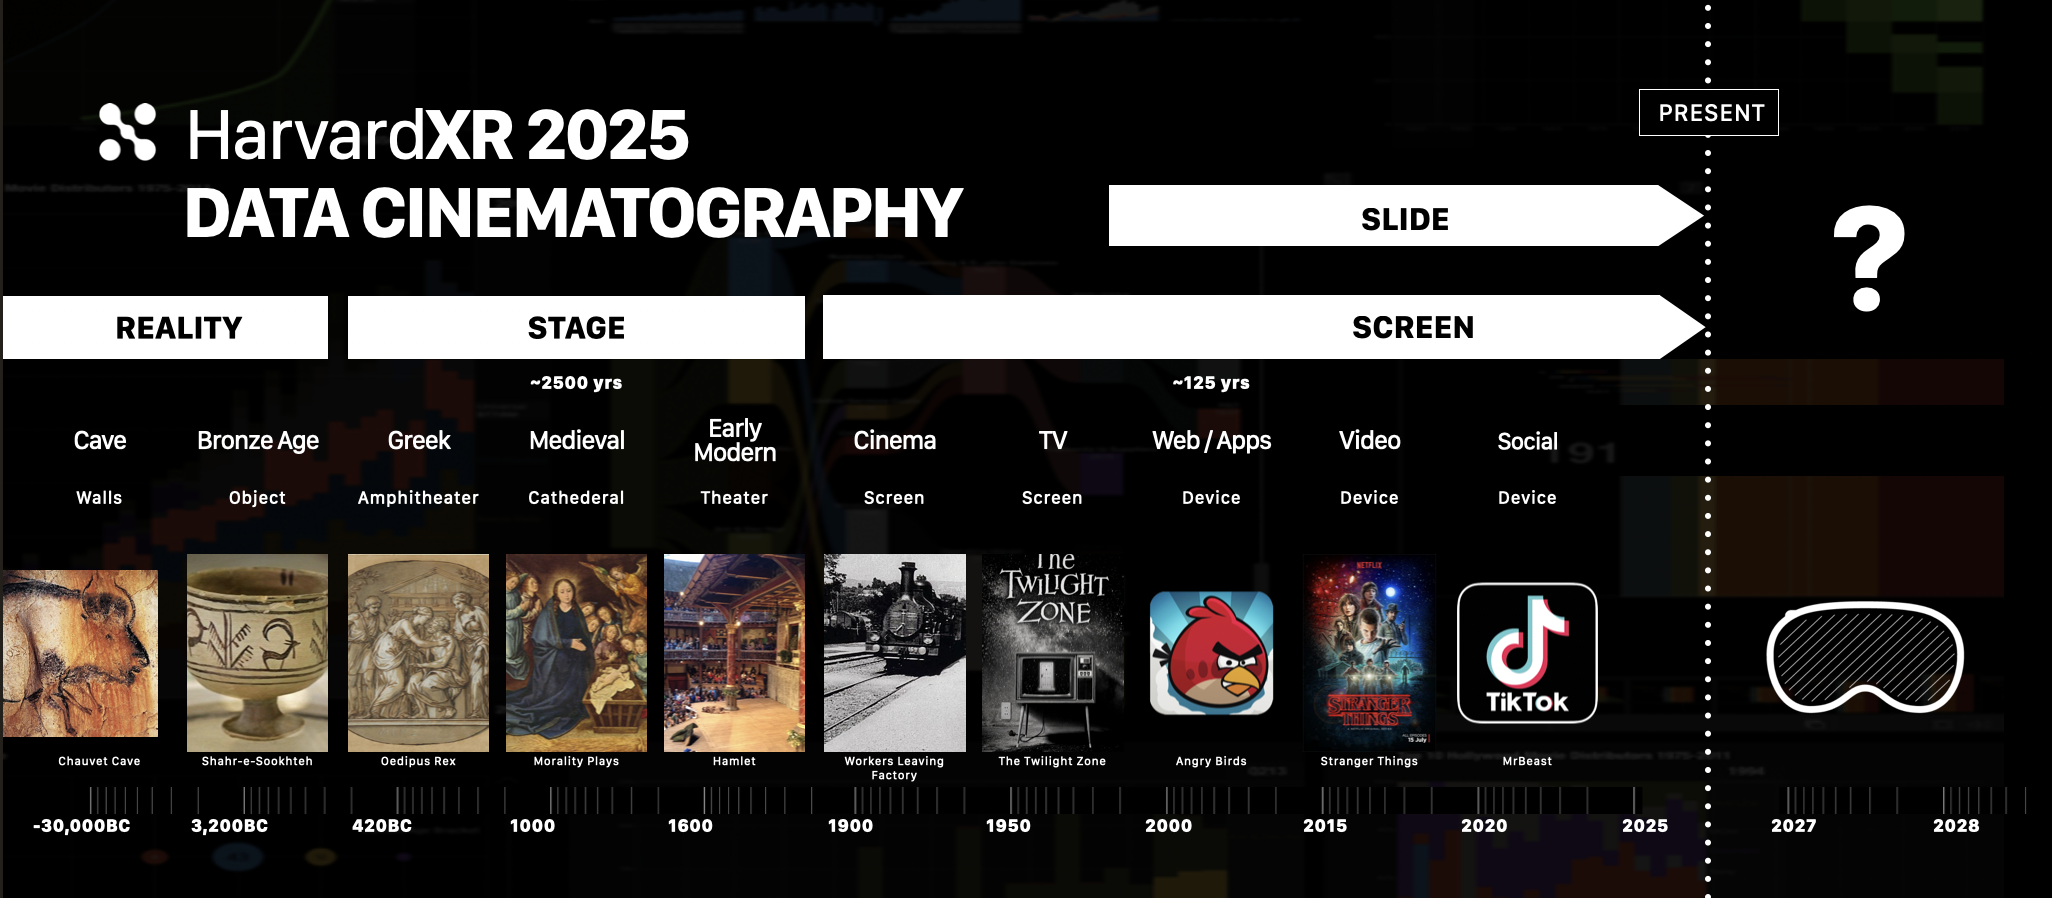 HarvardXR 2025
DATA CINEMATOGRAPHY
PRESENT
SLIDE
?
REALITY
STAGE
SCREEN
~2500 yrs
~125 yrs
Cave
Bronze Age
Greek
Medieval
Early
Modern
Cinema
TV
Web / Apps
Video
Social
Walls
Object
Amphitheater
Cathederal
Theater
Screen
Screen
Device
Device
Device
The
TWILIGHT
ZONE
NETFLIX
STRANGER
THINGS
15 July
TikTok
Chauvet Cave
Shahr-e-Sookhteh
Oedipus Rex
Morality Plays
Hamlet
Workers Leaving
Factory
The Twilight Zone
Angry Birds
Stranger Things
MrBeast
-30,000BC
3,200BC
420BC
1000
1600
1900
1950
2000
2015
2020
2025
2027
2028